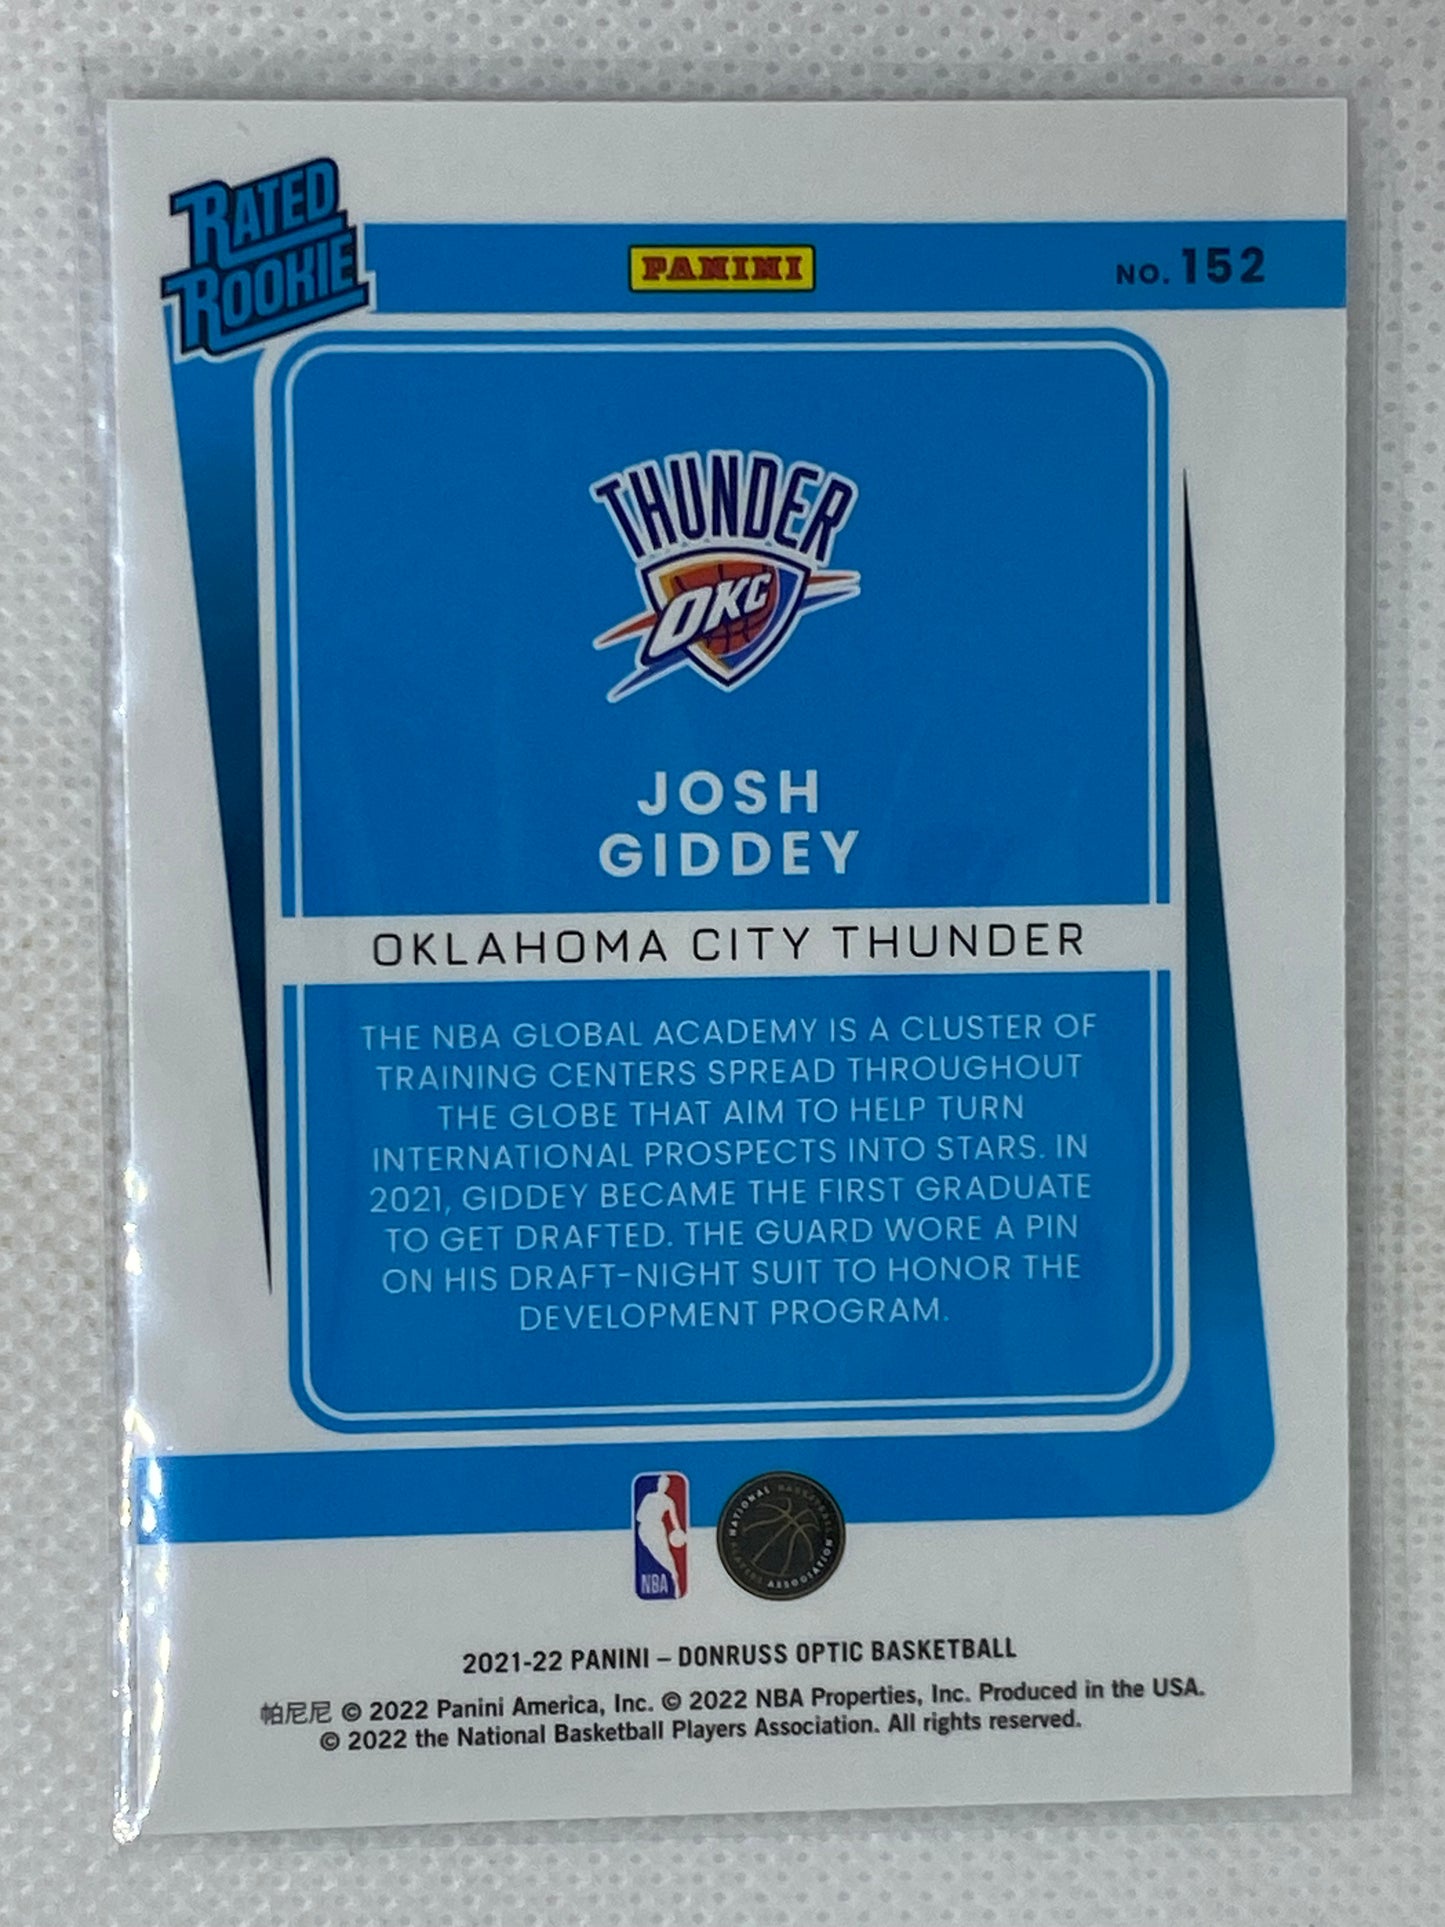 RATED
ROOKIE
PANINI
NO. 152
THUNDER
OKC
JOSH
GIDDEY
OKLAHOMA CITY THUNDER
THE NBA GLOBAL ACADEMY IS A CLUSTER OF
TRAINING CENTERS SPREAD THROUGHOUT
THE GLOBE THAT AIM TO HELP TURN
INTERNATIONAL PROSPECTS INTO STARS. IN
2021, GIDDEY BECAME THE FIRST GRADUATE
TO GET DRAFTED. THE GUARD WORE A PIN
ON HIS DRAFT-NIGHT SUIT TO HONOR THE
DEVELOPMENT PROGRAM.
NBA
NATIONAL BASKETBALL
PLAYERS ASSOCIATION
2021-22 PANINI – DONRUSS OPTIC BASKETBALL
帕尼尼 © 2022 Panini America, Inc. © 2022 NBA Properties, Inc. Produced in the USA.
© 2022 the National Basketball Players Association. All rights reserved.